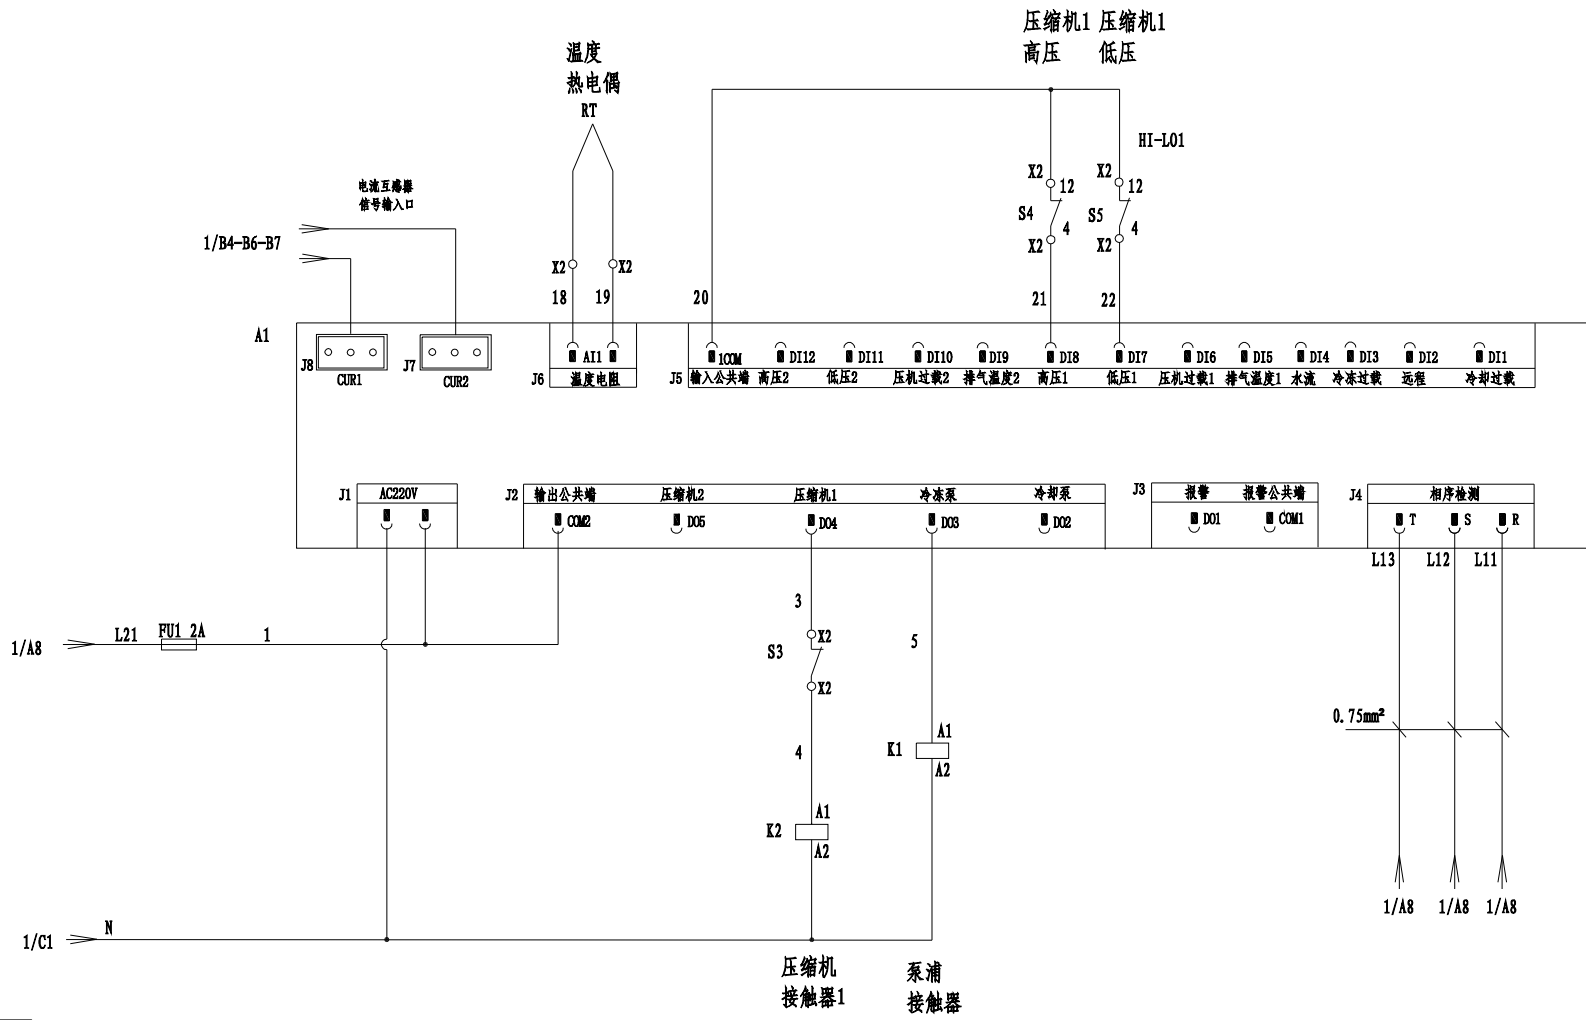 压缩机1 压缩机1
高压 低压
温度
热电偶
RT
HI-LO1
X2 X2
12 12
S4 S5
4 4
X2 X2
电流互感器
信号输入口
1/B4-B6-B7
X2 X2
18 19 20 21 22
A1
J8 CUR1
J7 CUR2
J6 AI1
温度电阻
J5 1COM DI12 DI11 DI10 DI9 DI8 DI7 DI6 DI5 DI4 DI3 DI2 DI1
输入公共端 高压2 低压2 压机过载2 排气温度2 高压1 低压1 压机过载1 排气温度1 水流 冷冻过载 远程 冷却过载
J1 AC220V
J2 输出公共端 压缩机2 压缩机1 冷冻泵 冷却泵
COM2 DO5 DO4 DO3 DO2
J3 报警 报警公共端
DO1 COM1
J4 相序检测
T S R
L13 L12 L11
1/A8 L21 FU1 2A 1
3
X2
S3
X2
5
4
A1
K1
A2
A1
K2
A2
0.75mm²
1/A8 1/A8 1/A8
1/C1 N
压缩机
接触器1
泵浦
接触器